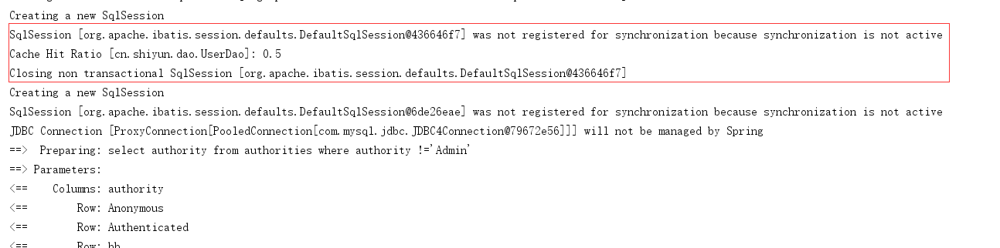 Creating a new SqlSession
SqlSession [org.apache.ibatis.session.defaults.DefaultSqlSession@436646f7] was not registered for synchronization because synchronization is not active
Cache Hit Ratio [cn.shiyun.dao.UserDao]: 0.5
Closing non transactional SqlSession [org.apache.ibatis.session.defaults.DefaultSqlSession@436646f7]
Creating a new SqlSession
SqlSession [org.apache.ibatis.session.defaults.DefaultSqlSession@6de26eae] was not registered for synchronization because synchronization is not active
JDBC Connection [ProxyConnection[PooledConnection[com.mysql.jdbc.JDBC4Connection@79672e56]]] will not be managed by Spring
==>  Preparing: select authority from authorities where authority !='Admin'
==> Parameters:
<==    Columns: authority
<==        Row: Anonymous
<==        Row: Authenticated
<==        Row: bb